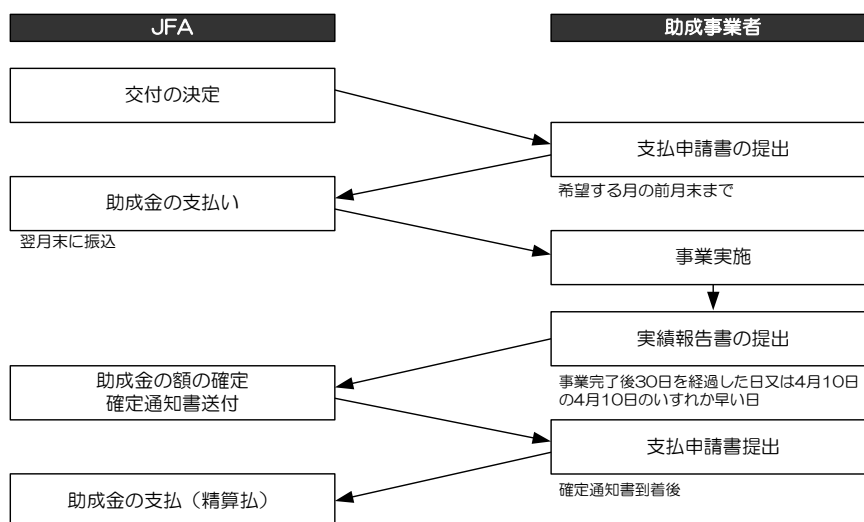 JFA
助成事業者
交付の決定
支払申請書の提出
希望する月の前月末まで
助成金の支払い
翌月末に振込
事業実施
実績報告書の提出
事業完了後30日を経過した日又は4月10日
の4月10日のいずれか早い日
助成金の額の確定
確定通知書送付
支払申請書提出
確定通知書到着後
助成金の支払（精算払）